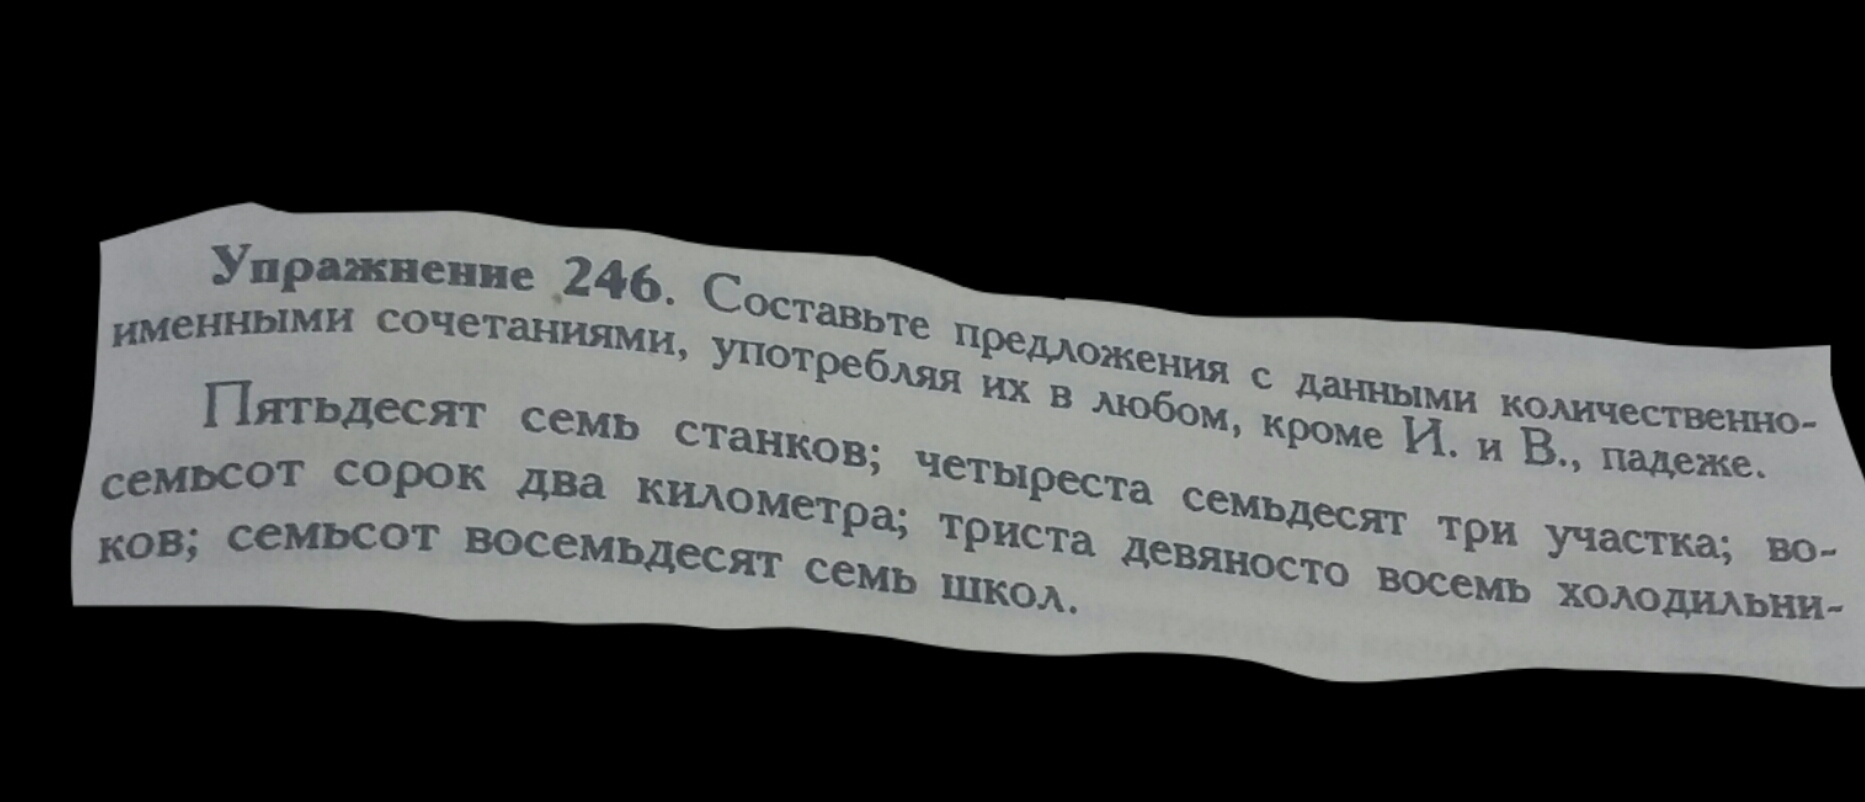 Упражнение 246. Составьте предложения с данными количественно-
именными сочетаниями, употребляя их в любом, кроме И. и В., падеже.
Пятьдесят семь станков; четыреста семьдесят три участка; во-
семьсот сорок два километра; триста девяносто восемь холодильни-
ков; семьсот восемьдесят семь школ.